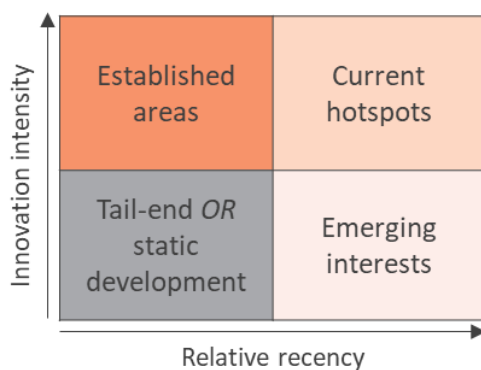 Innovation intensity
Established
areas
Current
hotspots
Tail-end OR
static
development
Emerging
interests
Relative recency